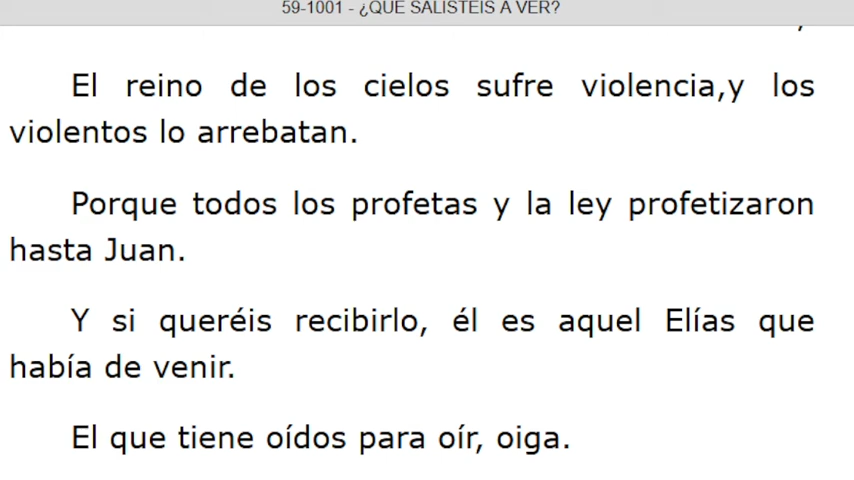 59-1001 - ¿QUE SALISTEIS A VER?
El reino de los cielos sufre violencia,y los
violentos lo arrebatan.
Porque todos los profetas y la ley profetizaron
hasta Juan.
Y si queréis recibirlo, él es aquel Elías que
había de venir.
El que tiene oídos para oír, oiga.